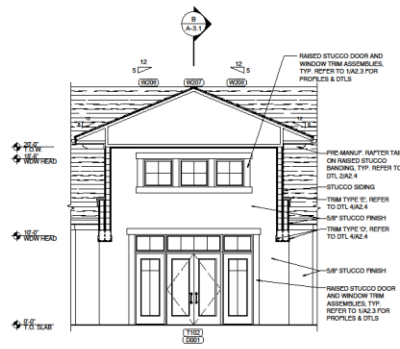 B
A-3.1
12
5
12
5
W206
W207
W208
RAISED STUCCO DOOR AND
WINDOW TRIM ASSEMBLIES,
TYP. REFER TO 1/A2.3 FOR
PROFILES & DTLS
20'-0"
T.O.W.
18'-8"
WDW HEAD
PRE-MANUF. RAFTER TAIL
ON RAISED STUCCO
BANDING, TYP. REFER TO
DTL 2/A2.4
STUCCO SIDING
TRIM TYPE 'E', REFER
TO DTL 4/A2.4
5/8" STUCCO FINISH
TRIM TYPE 'D', REFER
TO DTL 4/A2.4
10'-0"
WDW HEAD
5/8" STUCCO FINISH
RAISED STUCCO DOOR
AND WINDOW TRIM
ASSEMBLIES, TYP.
REFER TO 1/A2.3 FOR
PROFILES & DTLS
0'-0"
T.O. SLAB
T102
D001